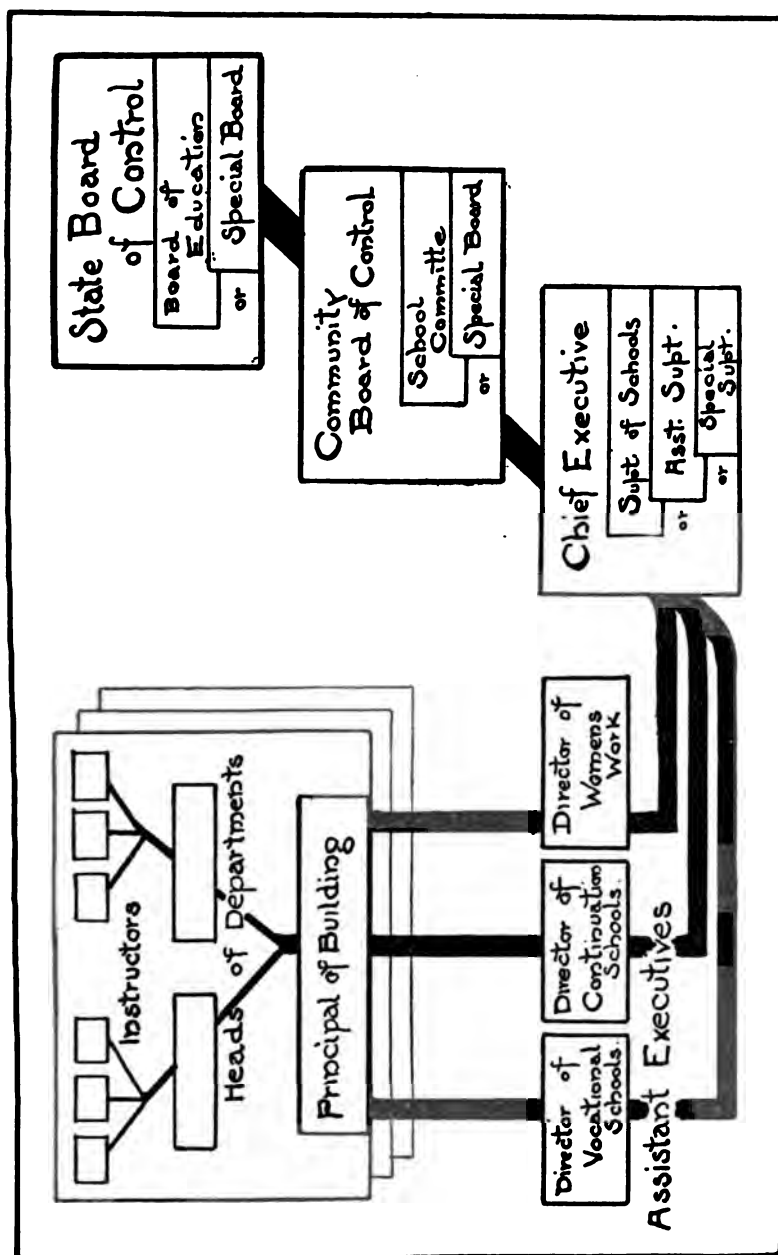 State Board
of Control
Board of
Education
or
Special Board
Community
Board of Control
School
Committe
or
Special Board
Chief Executive
Supt of Schools
or
Asst. Supt.
or
Special
Supt.
Instructors
Heads of Departments
Principal of Building
Director of
Vocational
Schools.
Director of
Continuation
Schools.
Director of
Womens
Work
Assistant Executives